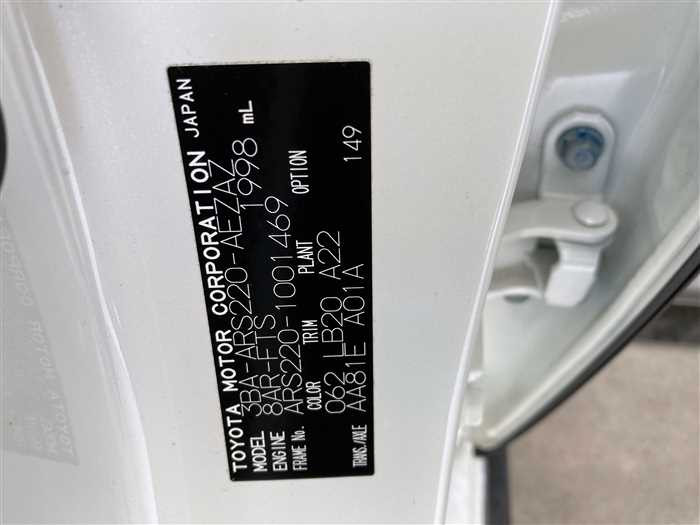 TOYOTA MOTOR CORPORATION JAPAN
MODEL 3BA-ARS220-AEZAZ
ENGINE 8AR-FTS 1998 mL
FRAME No. ARS220-1001469
COLOR TRIM PLANT OPTION
062 LB20 A22 149
TRANS./AXLE AA81E A01A